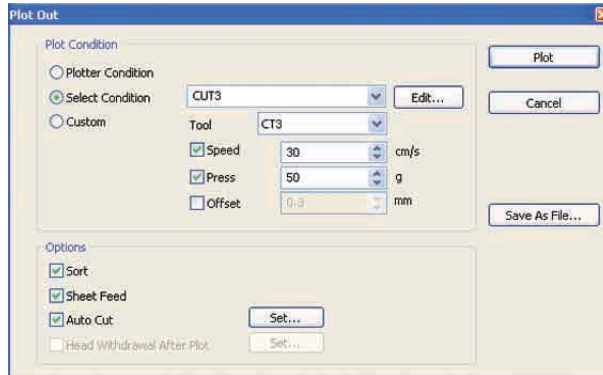 Plot Out
Plot Condition
Plotter Condition
Select Condition CUT3 Edit...
Custom Tool CT3
Speed 30 cm/s
Press 50 g
Offset 0.3 mm
Plot
Cancel
Save As File...
Options
Sort
Sheet Feed
Auto Cut Set...
Head Withdrawal After Plot Set...